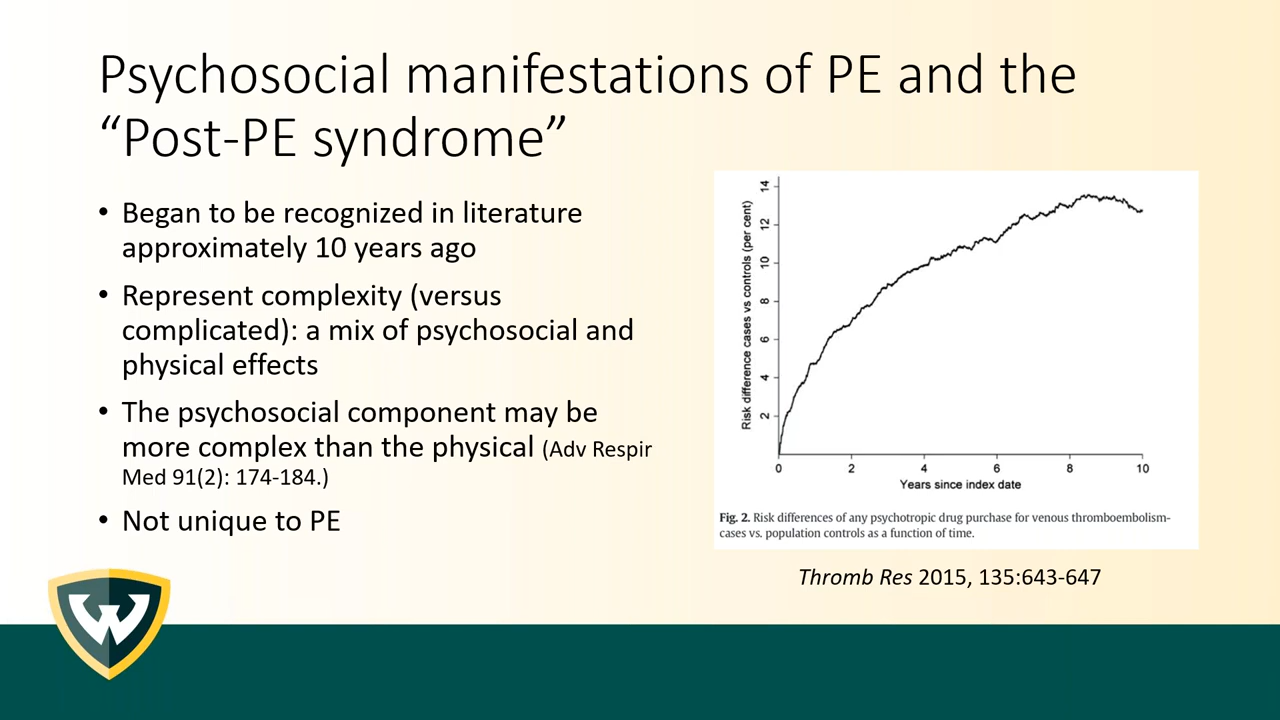 Psychosocial manifestations of PE and the
“Post-PE syndrome”
• Began to be recognized in literature
approximately 10 years ago
• Represent complexity (versus
complicated): a mix of psychosocial and
physical effects
• The psychosocial component may be
more complex than the physical (Adv Respir
Med 91(2): 174-184.)
• Not unique to PE
Risk difference cases vs controls (per cent)
14
12
10
8
6
4
2
0 2 4 6 8 10
Years since index date
Fig. 2. Risk differences of any psychotropic drug purchase for venous thromboembolism-
cases vs. population controls as a function of time.
Thromb Res 2015, 135:643-647
W